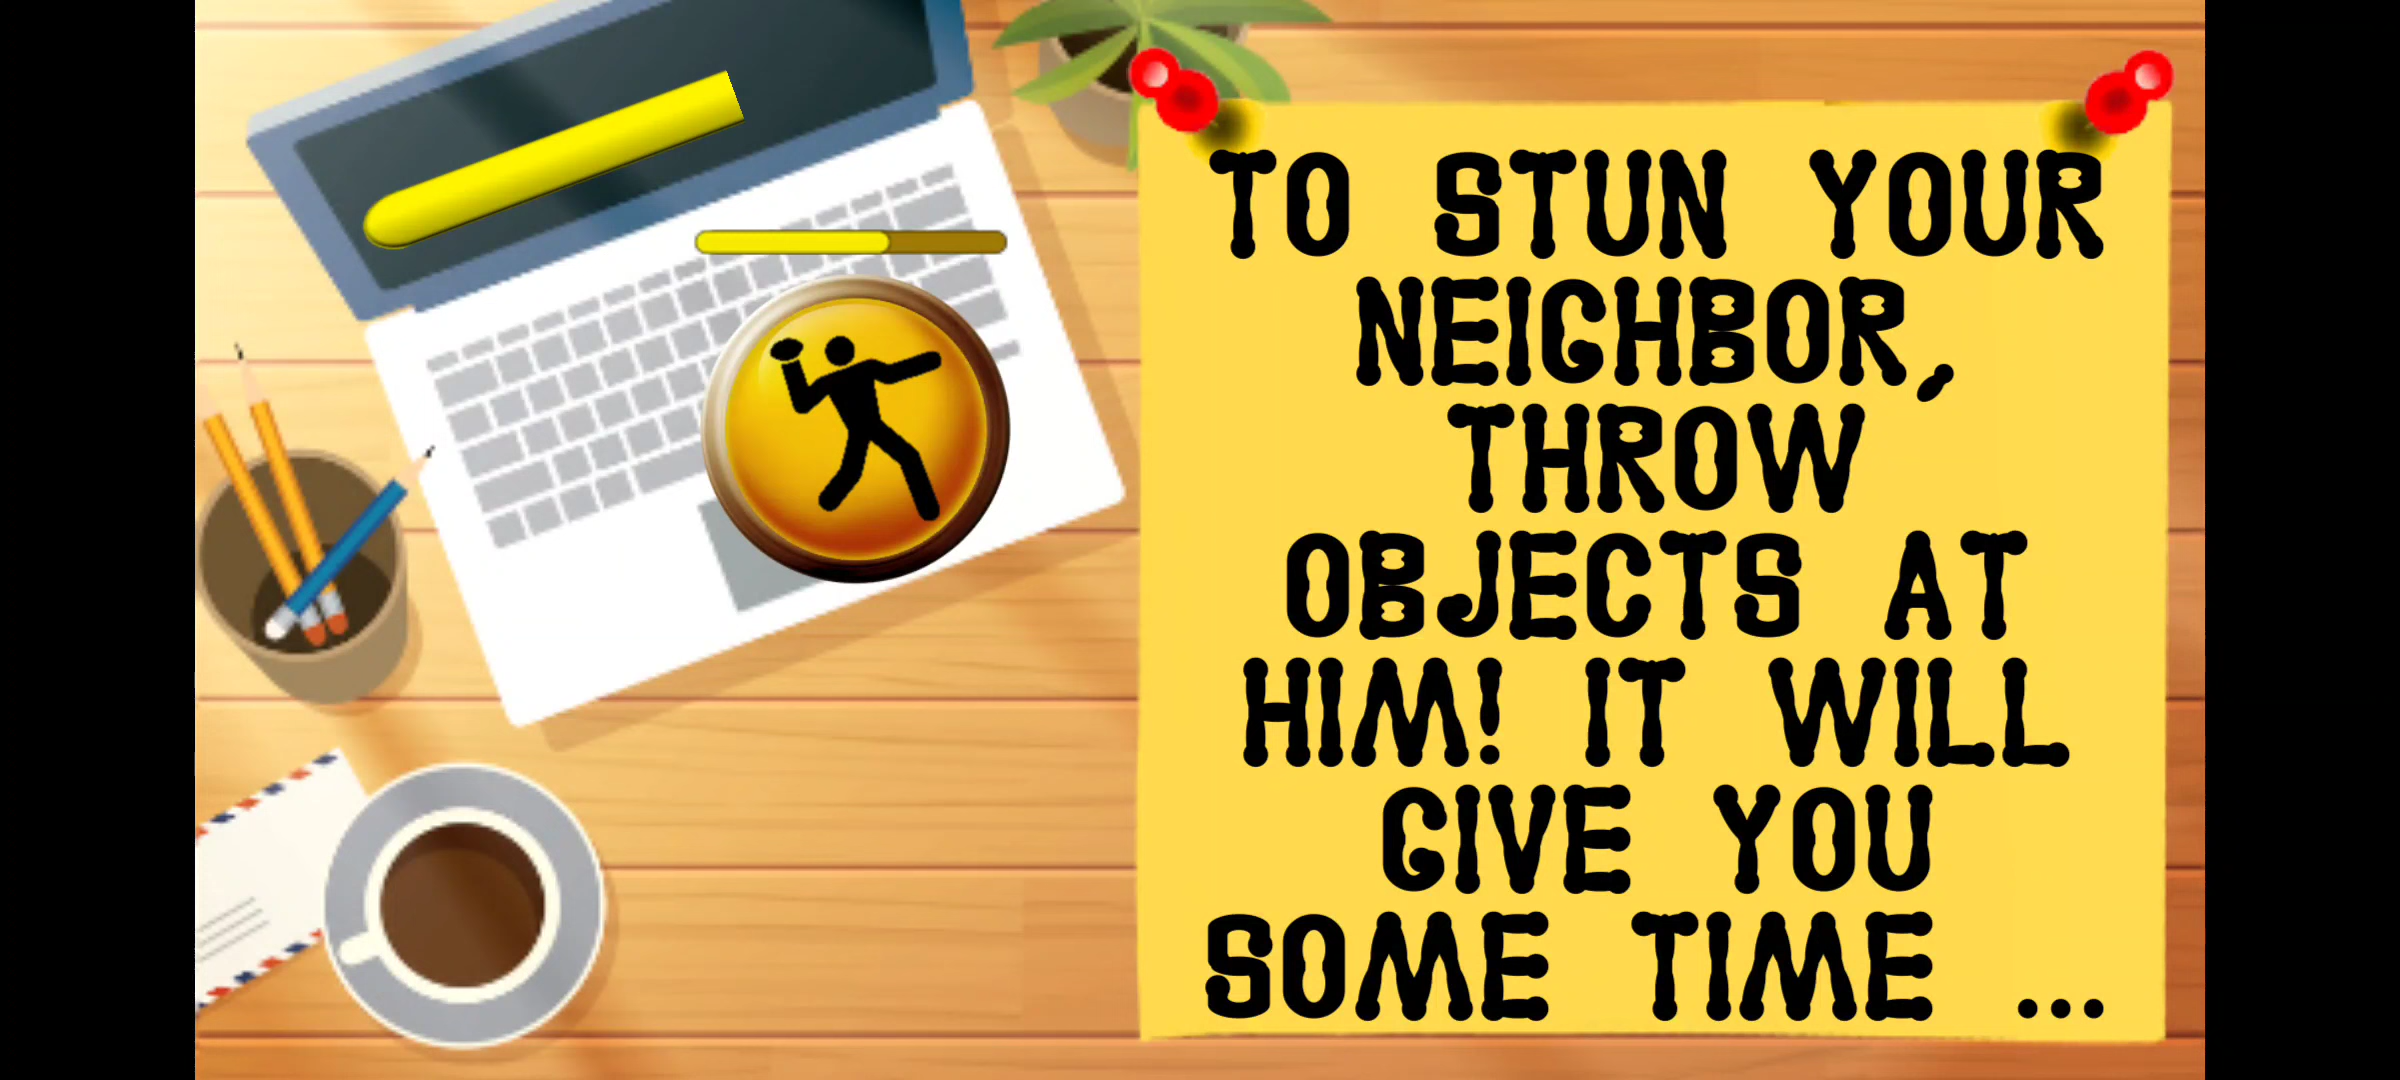 TO STUN YOUR
NEIGHBOR,
THROW
OBJECTS AT
HIM! IT WILL
GIVE YOU
SOME TIME ...